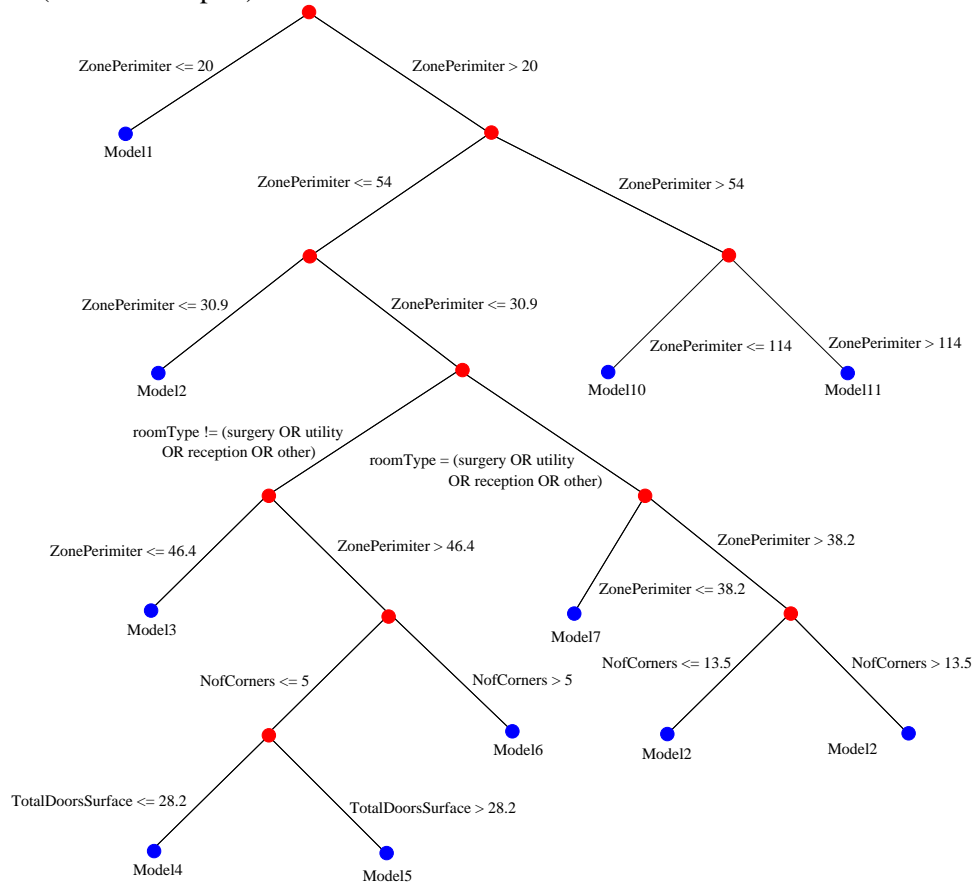 ZonePerimiter <= 20
ZonePerimiter > 20
Model1
ZonePerimiter <= 54
ZonePerimiter > 54
ZonePerimiter <= 30.9
ZonePerimiter <= 30.9
ZonePerimiter <= 114
ZonePerimiter > 114
Model2
Model10
Model11
roomType != (surgery OR utility
OR reception OR other)
roomType = (surgery OR utility
OR reception OR other)
ZonePerimiter <= 46.4
ZonePerimiter > 46.4
ZonePerimiter > 38.2
ZonePerimiter <= 38.2
Model3
Model7
NofCorners <= 5
NofCorners > 5
NofCorners <= 13.5
NofCorners > 13.5
Model6
Model2
Model2
TotalDoorsSurface <= 28.2
TotalDoorsSurface > 28.2
Model4
Model5